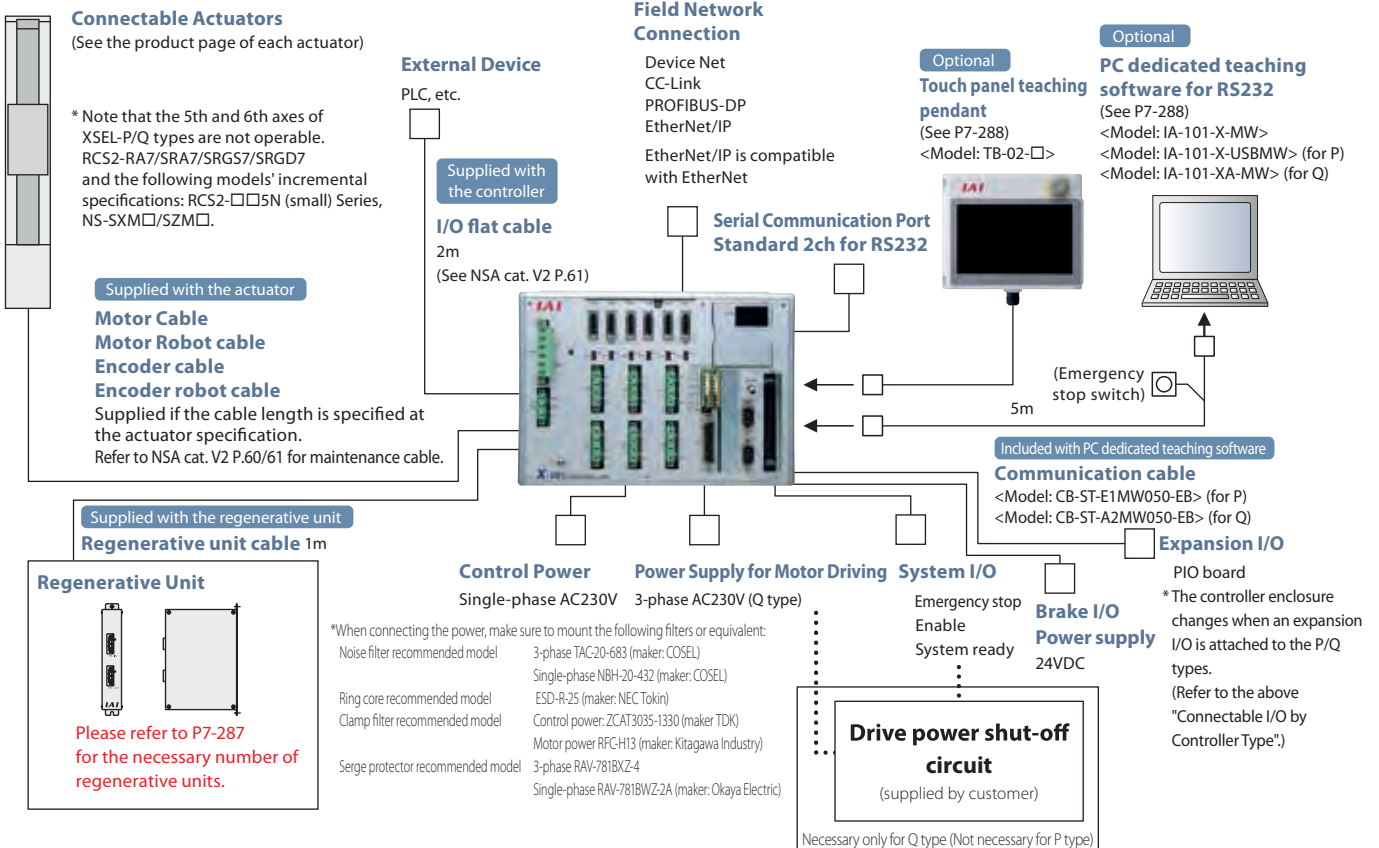 Connectable Actuators
(See the product page of each actuator)
* Note that the 5th and 6th axes of
XSEL-P/Q types are not operable.
RCS2-RA7/SRA7/SRGS7/SRGD7
and the following models' incremental
specifications: RCS2-□□5N (small) Series,
NS-SXM□/SZM□.
External Device
PLC, etc.
Supplied with
the controller
I/O flat cable
2m
(See NSA cat. V2 P.61)
Field Network
Connection
Device Net
CC-Link
PROFIBUS-DP
EtherNet/IP
EtherNet/IP is compatible
with EtherNet
Serial Communication Port
Standard 2ch for RS232
Optional
Touch panel teaching
pendant
(See P7-288)
<Model: TB-02-□>
IAI
Optional
PC dedicated teaching
software for RS232
(See P7-288)
<Model: IA-101-X-MW>
<Model: IA-101-X-USBMW> (for P)
<Model: IA-101-XA-MW> (for Q)
Supplied with the actuator
Motor Cable
Motor Robot cable
Encoder cable
Encoder robot cable
Supplied if the cable length is specified at
the actuator specification.
Refer to NSA cat. V2 P.60/61 for maintenance cable.
IAI
(Emergency
stop switch)
5m
Included with PC dedicated teaching software
Communication cable
<Model: CB-ST-E1MW050-EB> (for P)
<Model: CB-ST-A2MW050-EB> (for Q)
Supplied with the regenerative unit
Regenerative unit cable 1m
Regenerative Unit
IAI
Please refer to P7-287
for the necessary number of
regenerative units.
Control Power
Single-phase AC230V
Power Supply for Motor Driving
3-phase AC230V (Q type)
System I/O
Emergency stop
Enable
System ready
Brake I/O
Power supply
24VDC
Expansion I/O
PIO board
* The controller enclosure
changes when an expansion
I/O is attached to the P/Q
types.
(Refer to the above
"Connectable I/O by
Controller Type".)
*When connecting the power, make sure to mount the following filters or equivalent:
Noise filter recommended model 3-phase TAC-20-683 (maker: COSEL)
Single-phase NBH-20-432 (maker: COSEL)
Ring core recommended model ESD-R-25 (maker: NEC Tokin)
Clamp filter recommended model Control power: ZCAT3035-1330 (maker TDK)
Motor power RFC-H13 (maker: Kitagawa Industry)
Serge protector recommended model 3-phase RAV-781BXZ-4
Single-phase RAV-781BWZ-2A (maker: Okaya Electric)
Drive power shut-off
circuit
(supplied by customer)
Necessary only for Q type (Not necessary for P type)